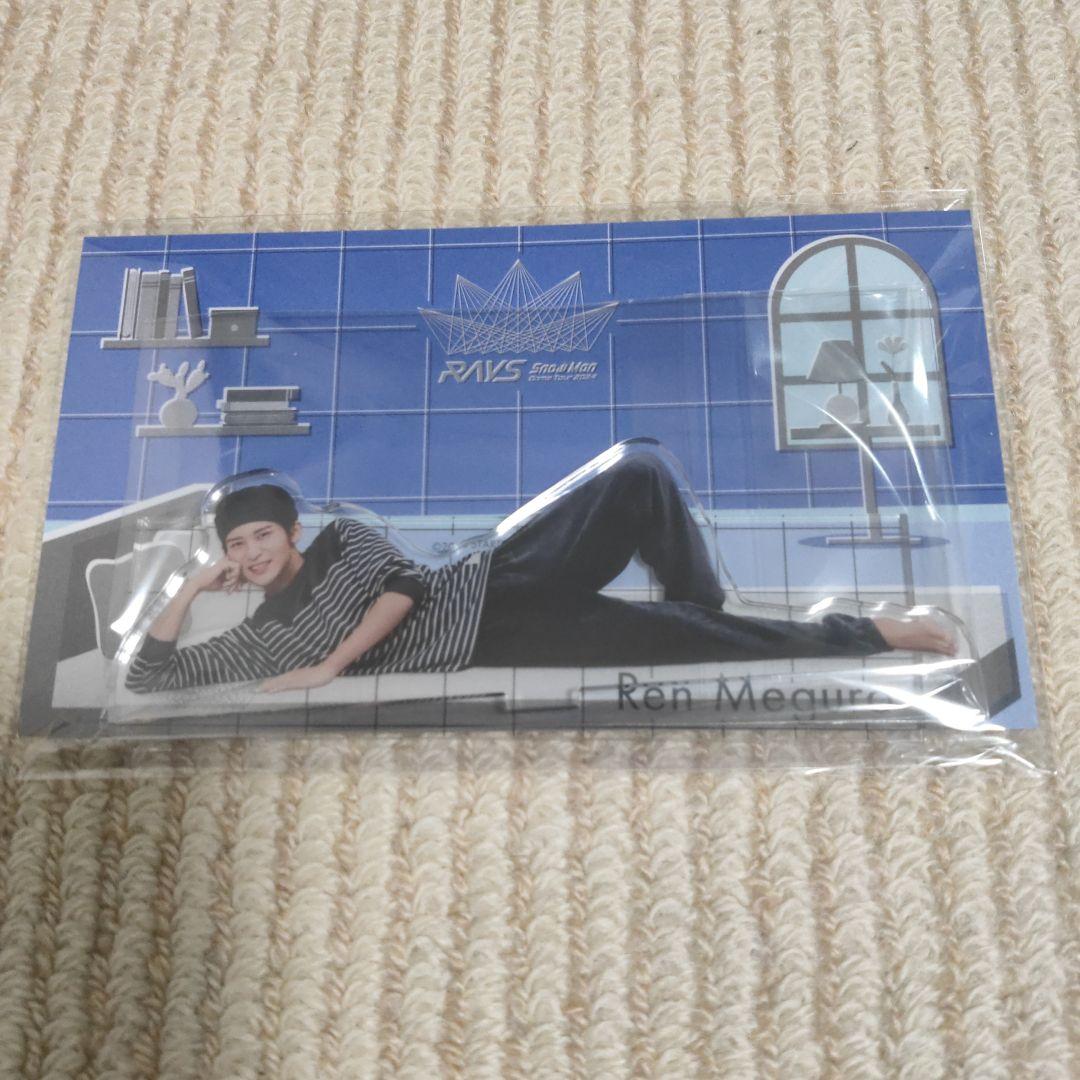 RAYS Snow Man
Dome Tour 2024
Ren Meguro